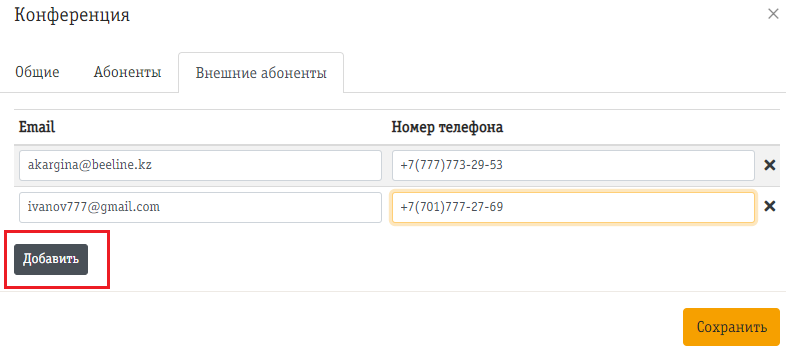 Конференция
Общие Абоненты Внешние абоненты
Email Номер телефона
akargina@beeline.kz +7(777)773-29-53
ivanov777@gmail.com +7(701)777-27-69
Добавить
Сохранить